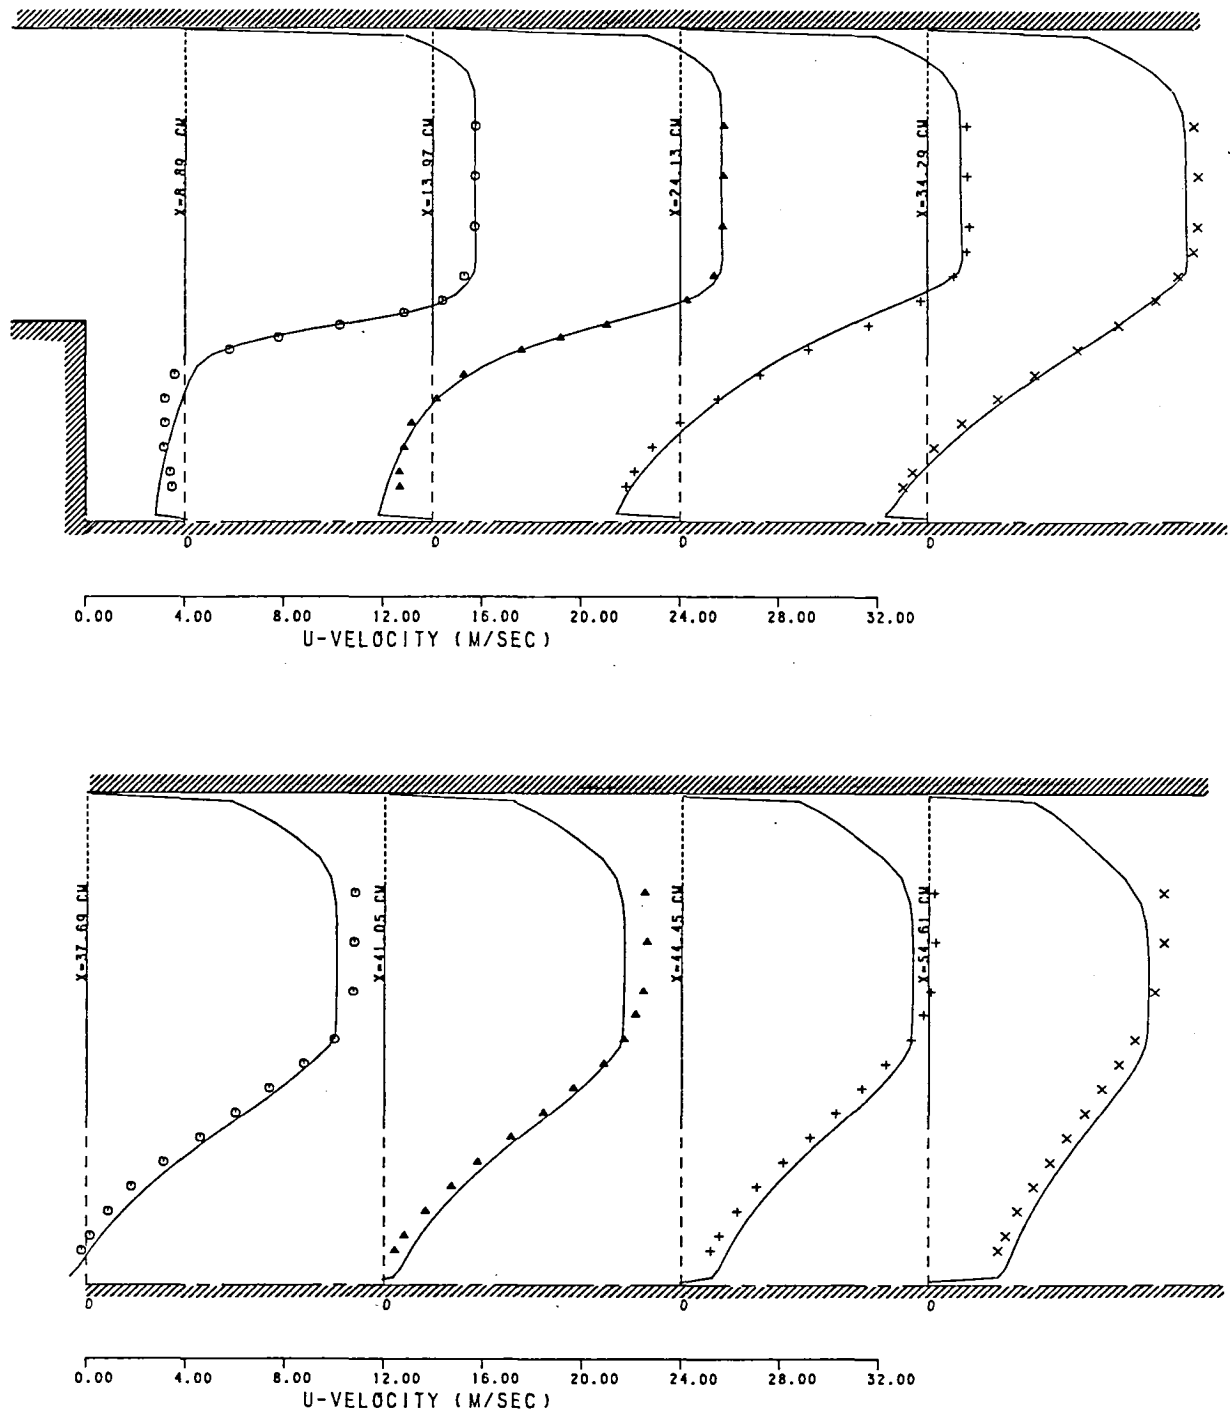 X=8.89 CM
X=13.97 CM
X=24.13 CM
X=34.29 CM
0 0 0 0
0.00 4.00 8.00 12.00 16.00 20.00 24.00 28.00 32.00
U-VELOCITY (M/SEC)
X=37.69 CM
X=41.05 CM
X=44.45 CM
X=54.61 CM
0 0 0 0
0.00 4.00 8.00 12.00 16.00 20.00 24.00 28.00 32.00
U-VELOCITY (M/SEC)